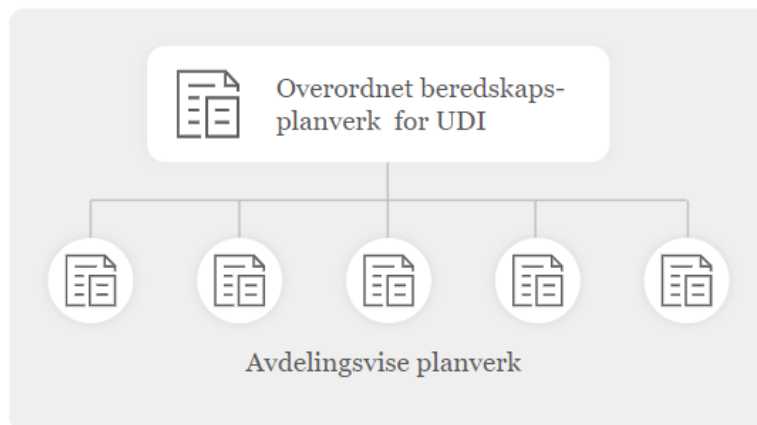 Overordnet beredskaps-
planverk for UDI
Avdelingsvise planverk